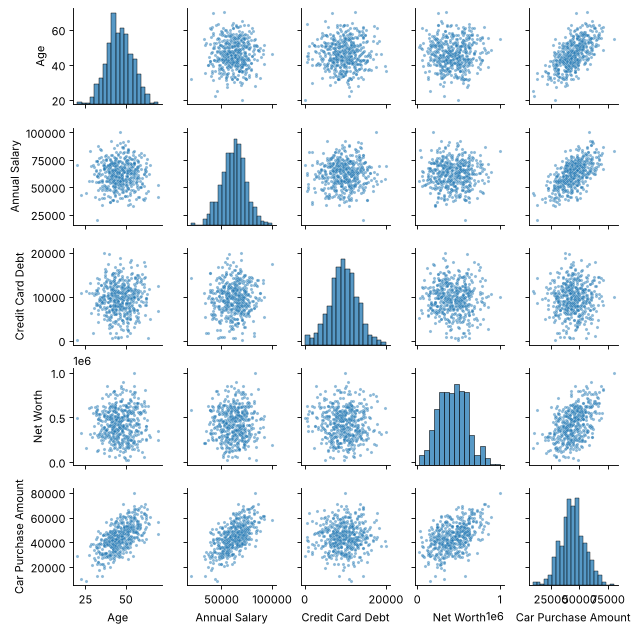 60
40
20
Age
100000
75000
50000
25000
Annual Salary
20000
10000
0
Credit Card Debt
1e6
1.0
0.5
0.0
Net Worth
80000
60000
40000
20000
Car Purchase Amount
25 50
50000 100000
0 20000
0 1
1e6
25000 50000 75000
Age Annual Salary Credit Card Debt Net Worth Car Purchase Amount